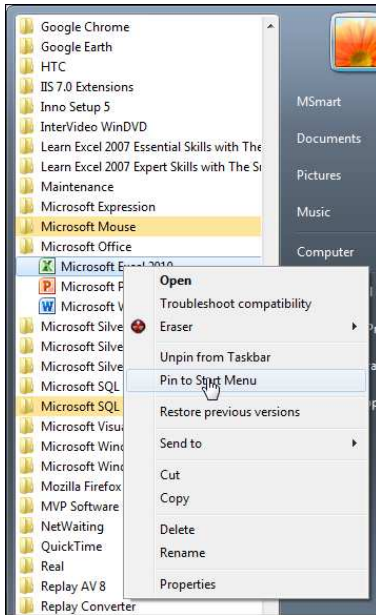 Google Chrome
Google Earth
HTC
IIS 7.0 Extensions
Inno Setup 5
InterVideo WinDVD
Learn Excel 2007 Essential Skills with The
Learn Excel 2007 Expert Skills with The Sr
Maintenance
Microsoft Expression
Microsoft Mouse
Microsoft Office
Microsoft Excel 2010
Microsoft P
Microsoft W
Microsoft Silve
Microsoft Silve
Microsoft Silve
Microsoft SQL
Microsoft SQL
Microsoft Visua
Microsoft Wind
Microsoft Wind
Mozilla Firefox
MVP Software
NetWaiting
QuickTime
Real
Replay AV 8
Replay Converter
Open
Troubleshoot compatibility
Eraser
Unpin from Taskbar
Pin to Start Menu
Restore previous versions
Send to
Cut
Copy
Delete
Rename
Properties
MSmart
Documents
Pictures
Music
Computer